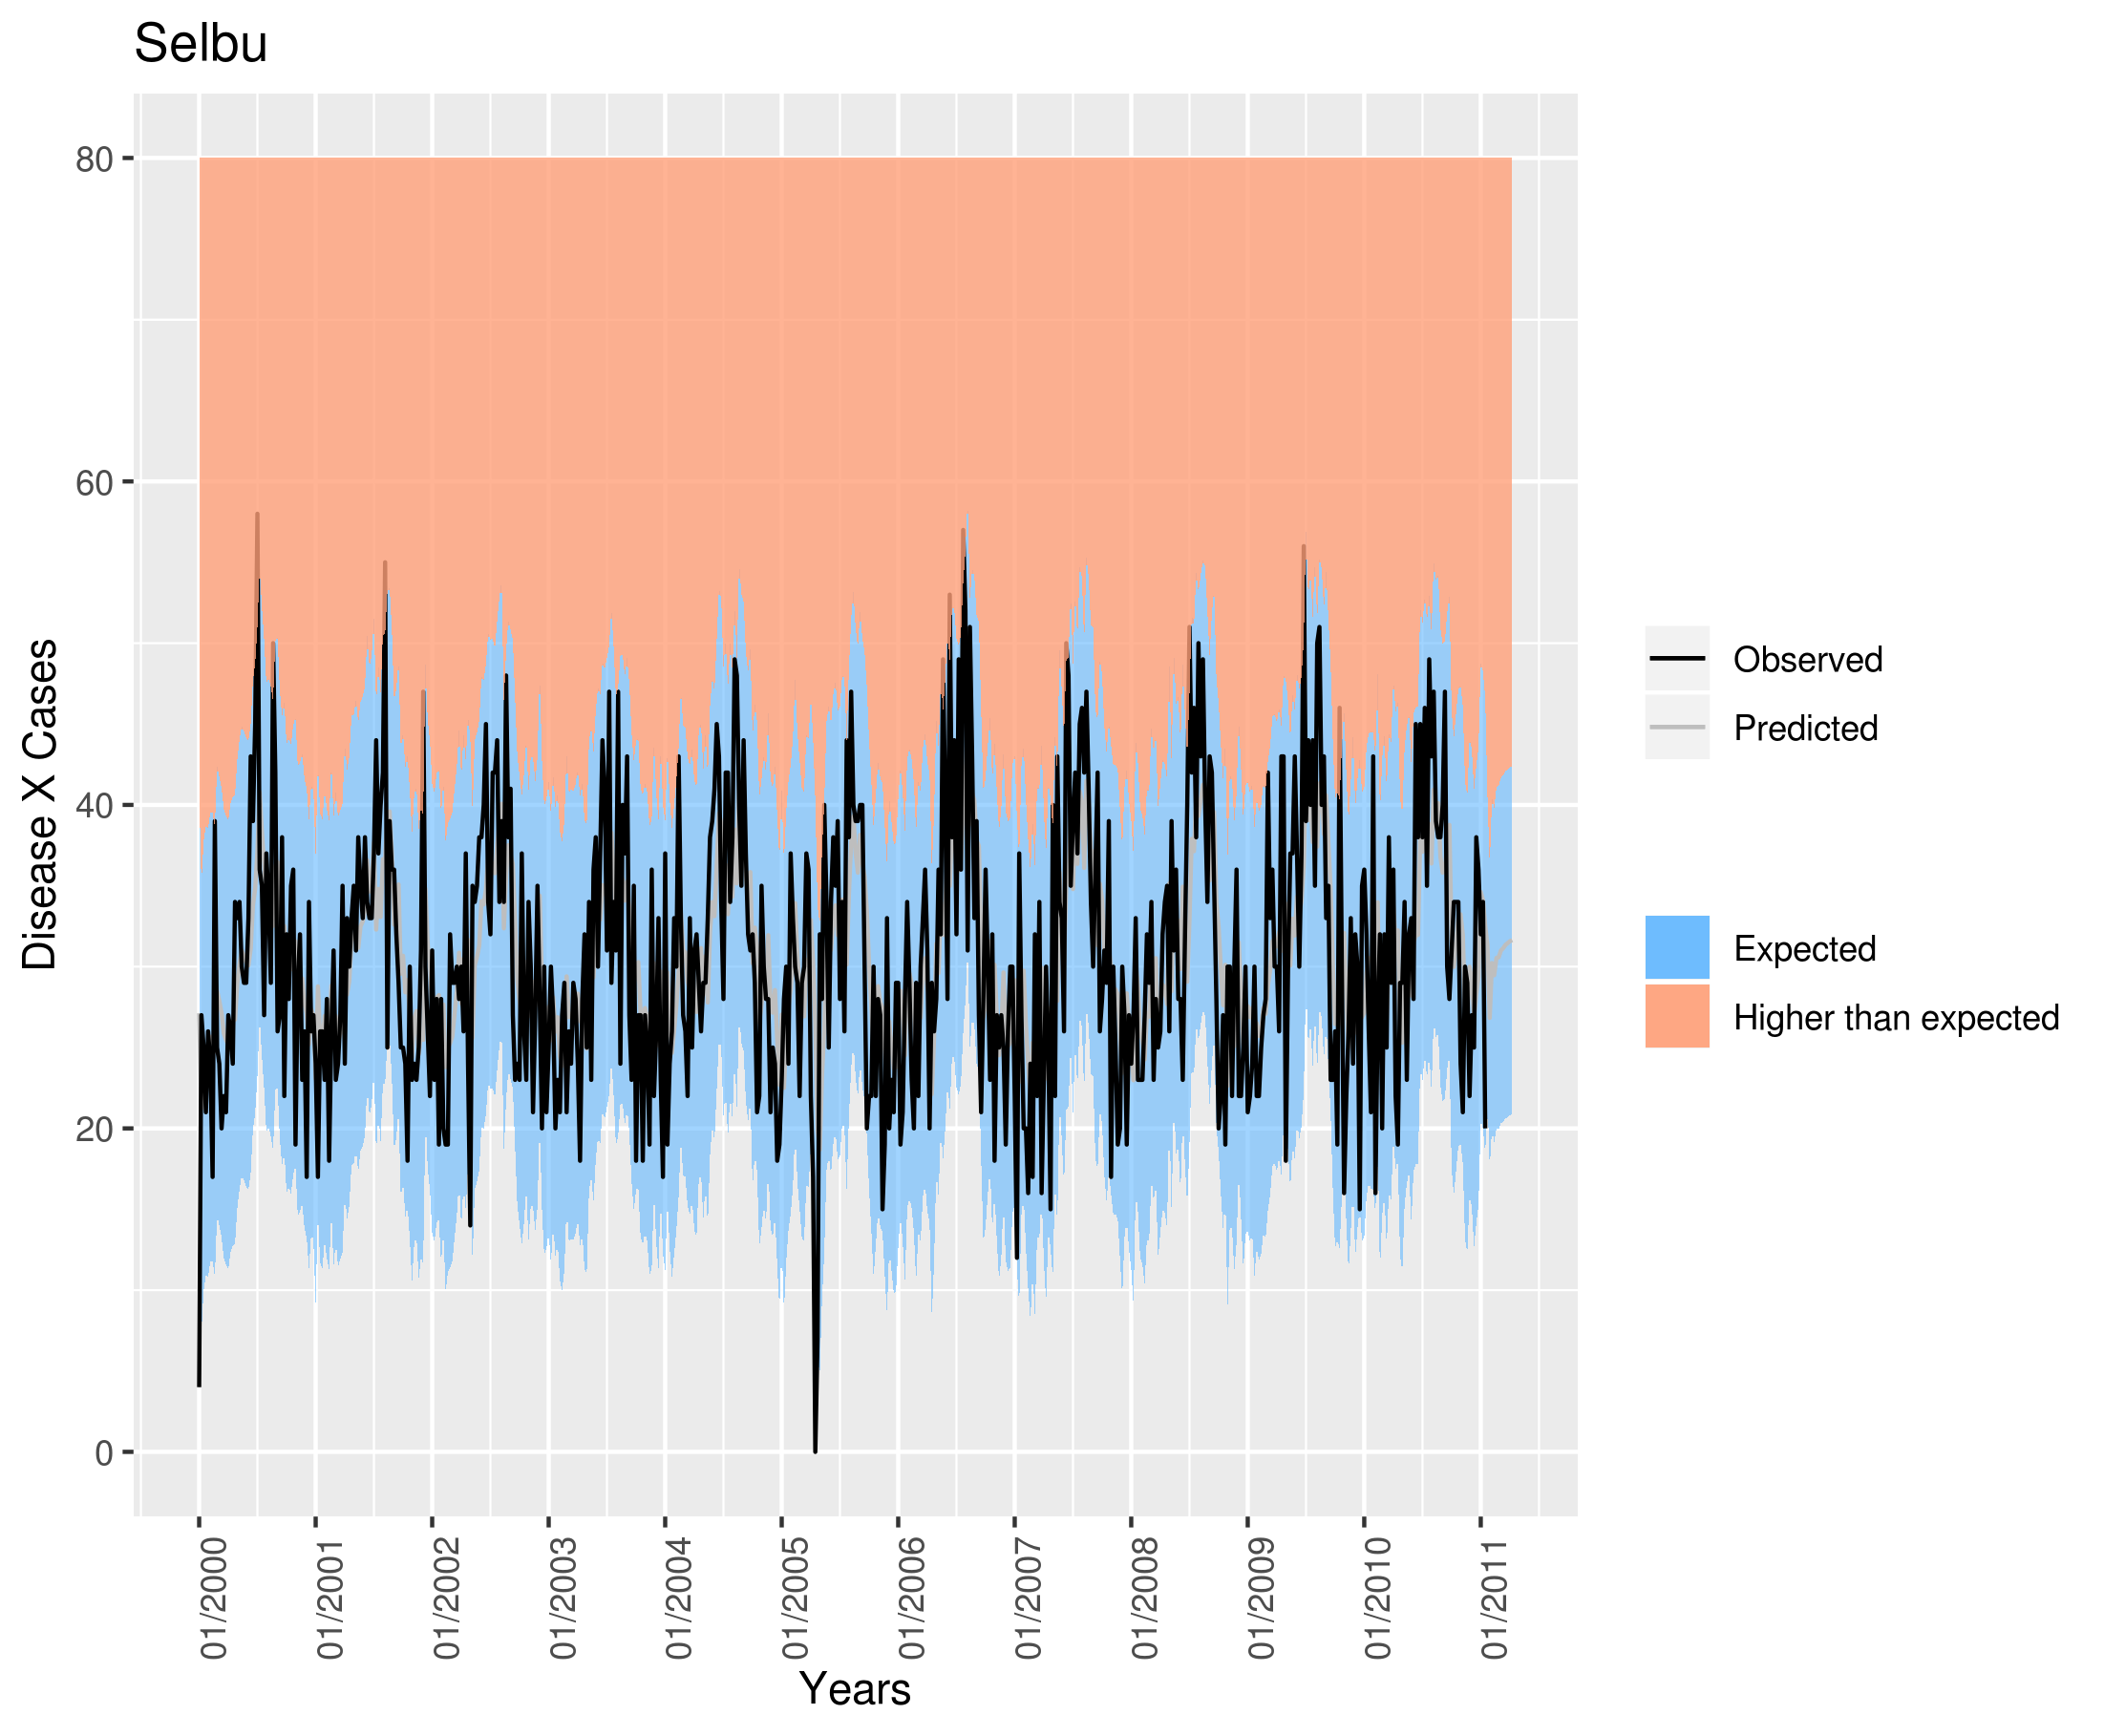 Selbu
Disease X Cases
80
60
40
20
0
01/2000
01/2001
01/2002
01/2003
01/2004
01/2005
01/2006
01/2007
01/2008
01/2009
01/2010
01/2011
Years
Observed
Predicted
Expected
Higher than expected